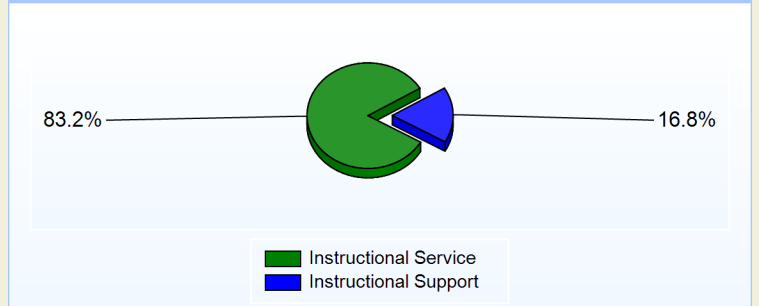 83.2%
16.8%
Instructional Service
Instructional Support